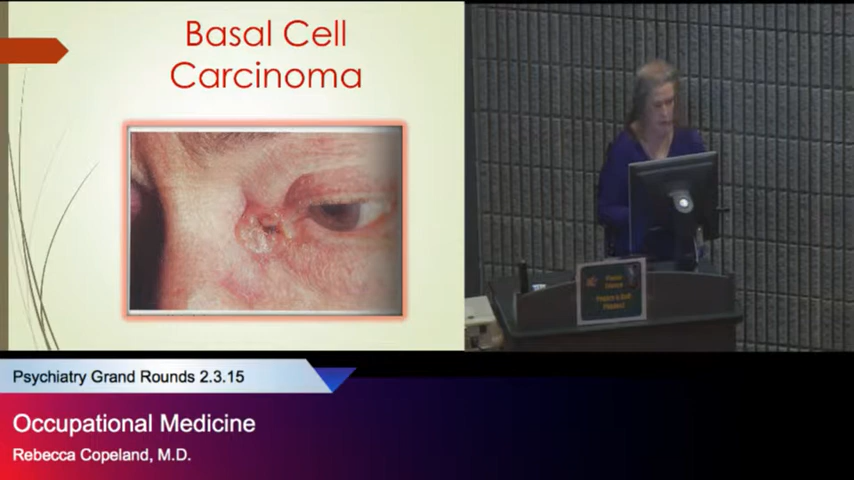 Basal Cell
Carcinoma
Psychiatry Grand Rounds 2.3.15
Occupational Medicine
Rebecca Copeland, M.D.